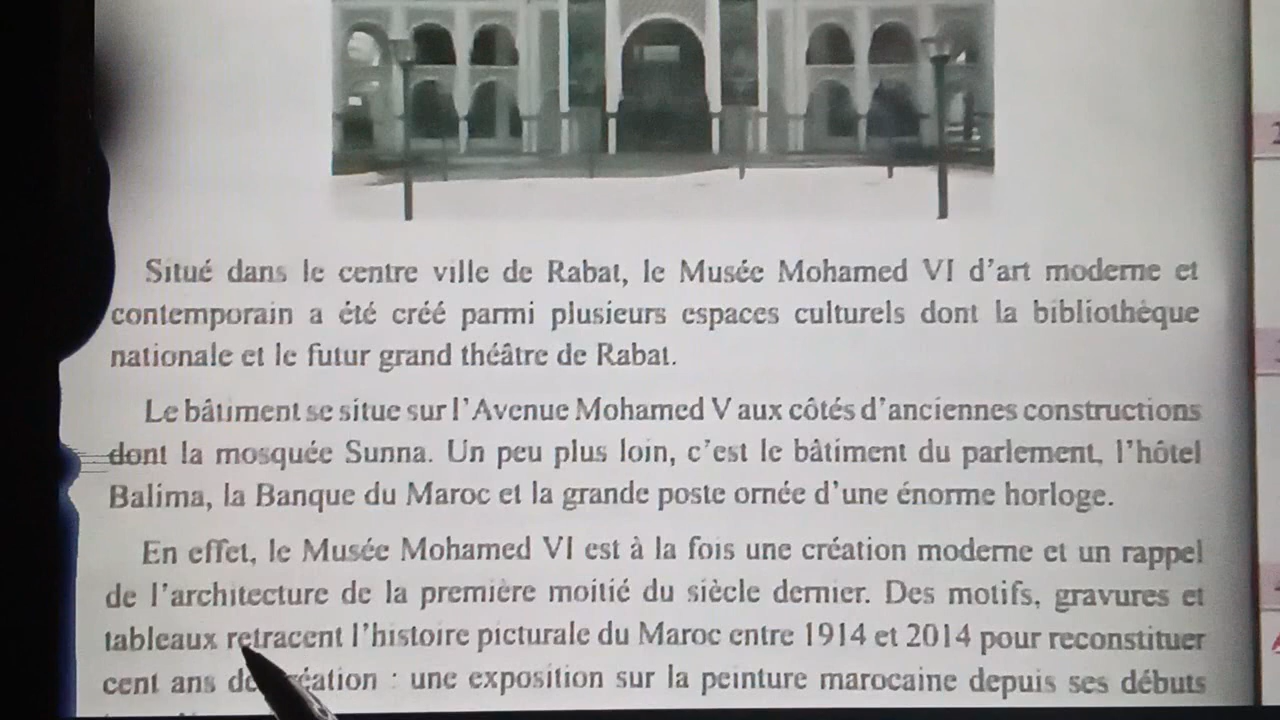 Situé dans le centre ville de Rabat, le Musée Mohamed VI d'art moderne et
contemporain a été créé parmi plusieurs espaces culturels dont la bibliothèque
nationale et le futur grand théâtre de Rabat.
Le bâtiment se situe sur l'Avenue Mohamed V aux côtés d'anciennes constructions
dont la mosquée Sunna. Un peu plus loin, c'est le bâtiment du parlement, l'hôtel
Balima, la Banque du Maroc et la grande poste ornée d'une énorme horloge.
En effet, le Musée Mohamed VI est à la fois une création moderne et un rappel
de l'architecture de la première moitié du siècle dernier. Des motifs, gravures et
tableaux retracent l'histoire picturale du Maroc entre 1914 et 2014 pour reconstituer
cent ans : une exposition sur la peinture marocaine depuis ses débuts